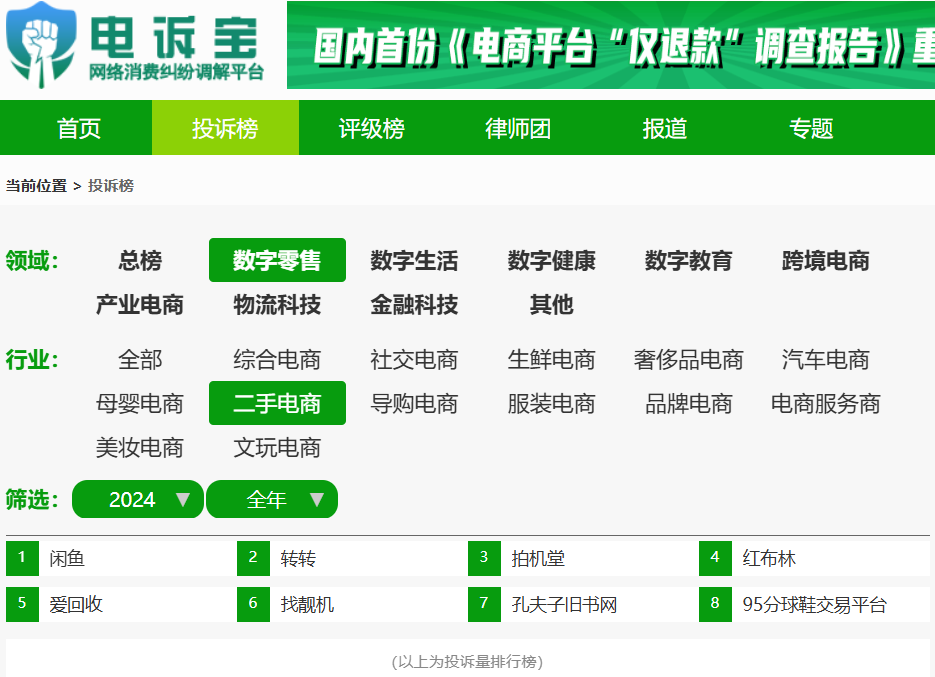 电诉宝
网络消费纠纷调解平台
国内首份《电商平台“仅退款”调查报告》重
首页 投诉榜 评级榜 律师团 报道 专题
当前位置 > 投诉榜
领域： 总榜 数字零售 数字生活 数字健康 数字教育 跨境电商
产业电商 物流科技 金融科技 其他
行业： 全部 综合电商 社交电商 生鲜电商 奢侈品电商 汽车电商
母婴电商 二手电商 导购电商 服装电商 品牌电商 电商服务商
美妆电商 文玩电商
筛选： 2024 ▼ 全年 ▼
1 闲鱼 2 转转 3 拍机堂 4 红布林
5 爱回收 6 找靓机 7 孔夫子旧书网 8 95分球鞋交易平台
(以上为投诉量排行榜)